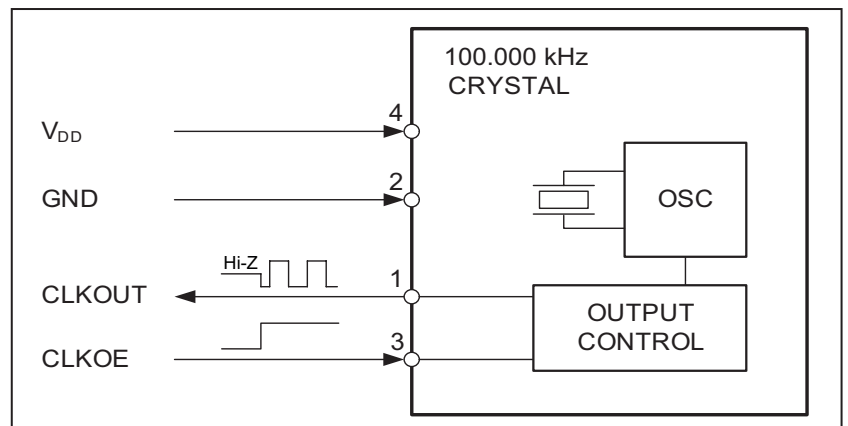 100.000 kHz
CRYSTAL
4
VDD
2
GND
OSC
Hi-Z
1
CLKOUT
OUTPUT
CONTROL
3
CLKOE